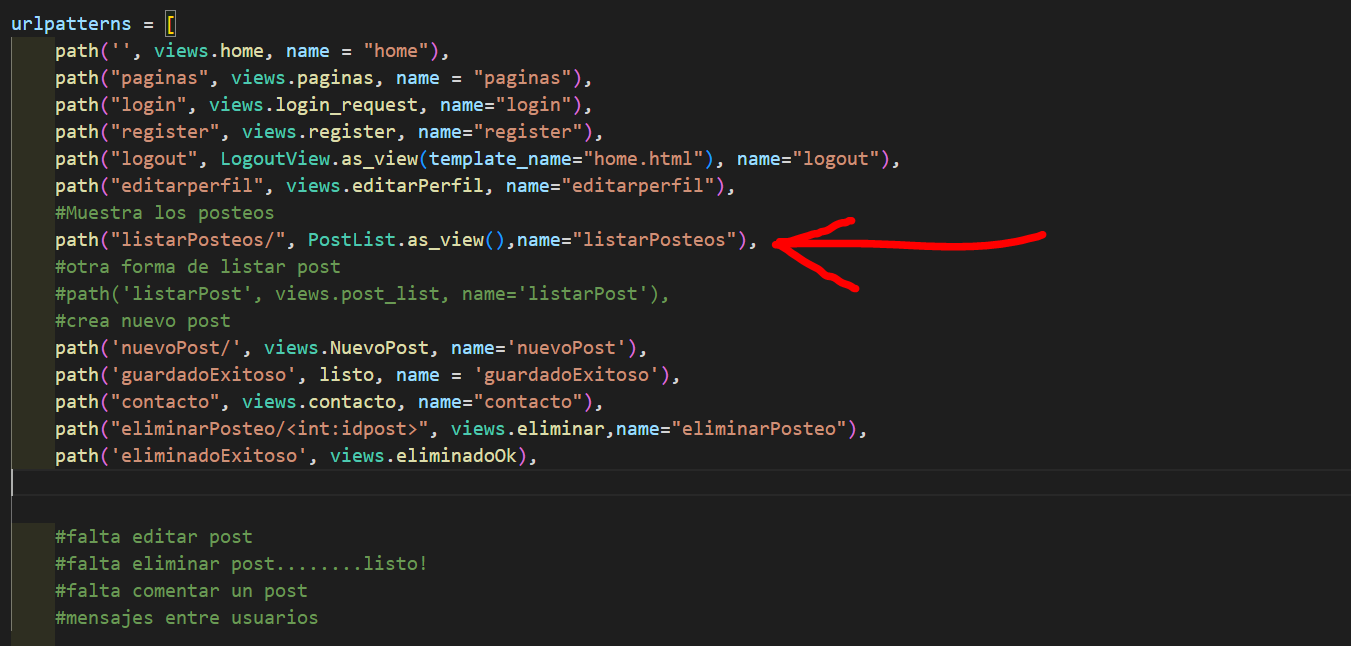 urlpatterns = [
path('', views.home, name = "home"),
path("paginas", views.paginas, name = "paginas"),
path("login", views.login_request, name="login"),
path("register", views.register, name="register"),
path("logout", LogoutView.as_view(template_name="home.html"), name="logout"),
path("editarperfil", views.editarPerfil, name="editarperfil"),
#Muestra los posteos
path("listarPosteos/", PostList.as_view(),name="listarPosteos"),
#otra forma de listar post
#path('listarPost', views.post_list, name='listarPost'),
#crea nuevo post
path('nuevoPost/', views.NuevoPost, name='nuevoPost'),
path('guardadoExitoso', listo, name = 'guardadoExitoso'),
path("contacto", views.contacto, name="contacto"),
path("eliminarPosteo/<int:idpost>", views.eliminar,name="eliminarPosteo"),
path('eliminadoExitoso', views.eliminadoOk),
#falta editar post
#falta eliminar post........listo!
#falta comentar un post
#mensajes entre usuarios